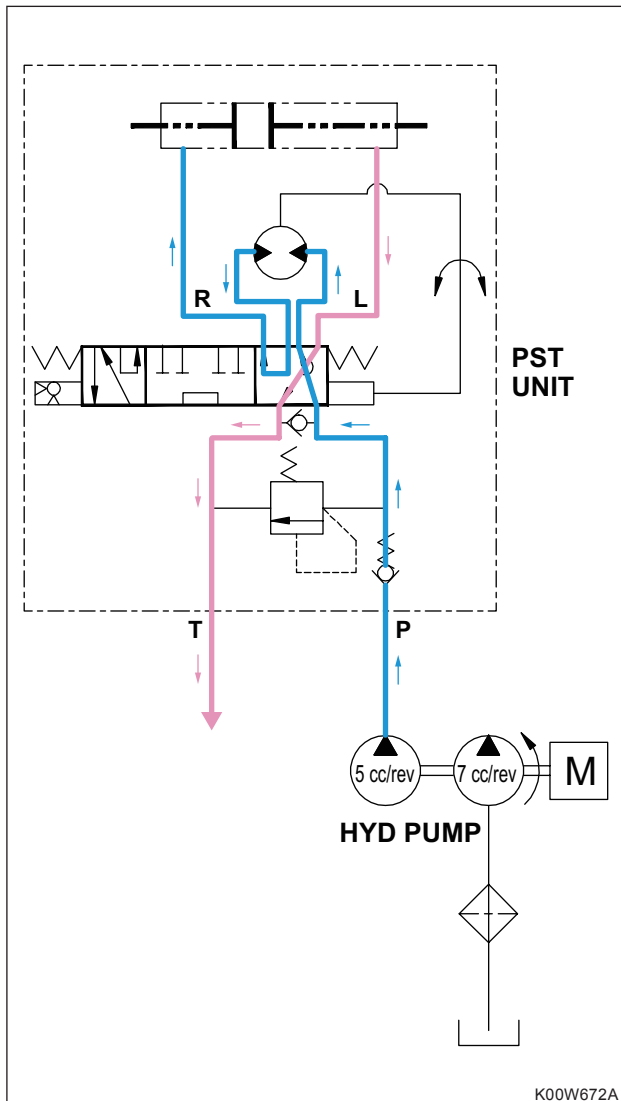 R
L
PST
UNIT
T
P
5 cc/rev
7 cc/rev
M
HYD PUMP
K00W672A